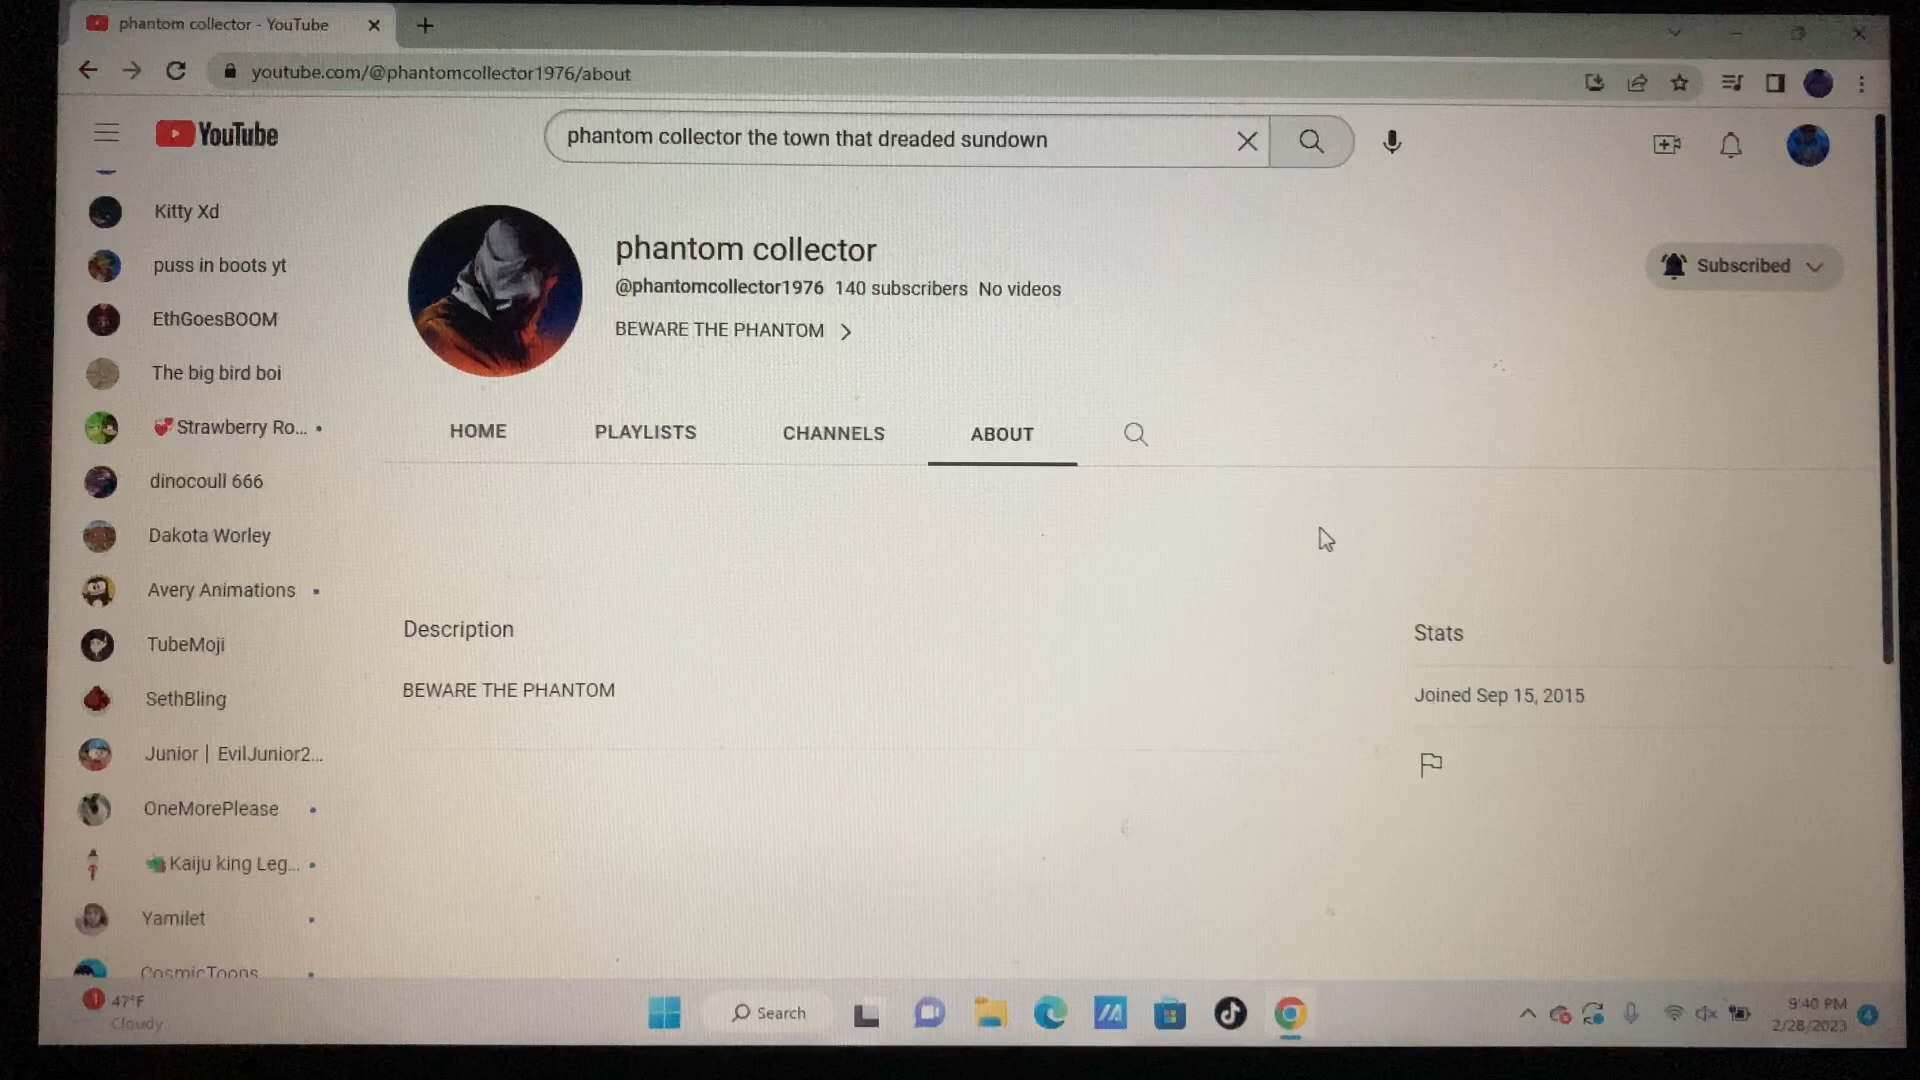 phantom collector - YouTube
youtube.com/@phantomcollector1976/about
YouTube
phantom collector the town that dreaded sundown
Kitty Xd
puss in boots yt
EthGoesBOOM
The big bird boi
Strawberry Ro...
dinocoull 666
Dakota Worley
Avery Animations
TubeMoji
SethBling
Junior | EvilJunior2...
OneMorePlease
Kaiju king Leg...
Yamilet
CosmicToons
phantom collector
@phantomcollector1976 140 subscribers No videos
BEWARE THE PHANTOM
Subscribed
HOME PLAYLISTS CHANNELS ABOUT
Description
BEWARE THE PHANTOM
Stats
Joined Sep 15, 2015
1
47°F
Cloudy
Search
9:40 PM
2/28/2023
4